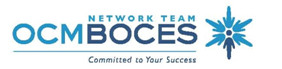 NETWORK TEAM
OCMBOCES
Committed to Your Success